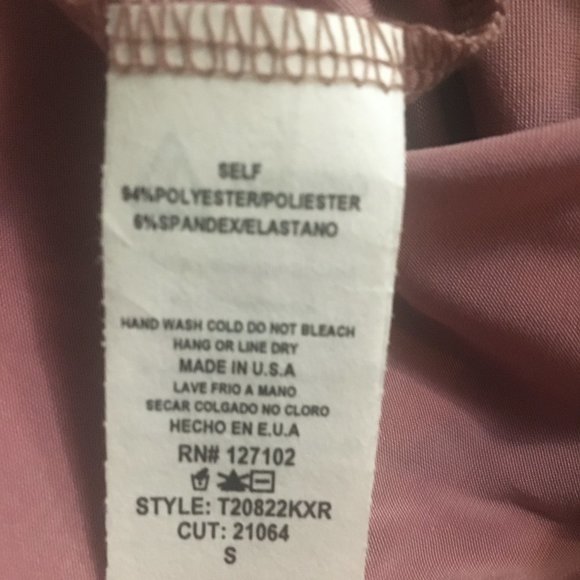 SELF
94%POLYESTER/POLIESTER
6%SPANDEX/ELASTANO
HAND WASH COLD DO NOT BLEACH
HANG OR LINE DRY
MADE IN U.S.A
LAVE FRIO A MANO
SECAR COLGADO NO CLORO
HECHO EN E.U.A
RN# 127102
STYLE: T20822KXR
CUT: 21064
S